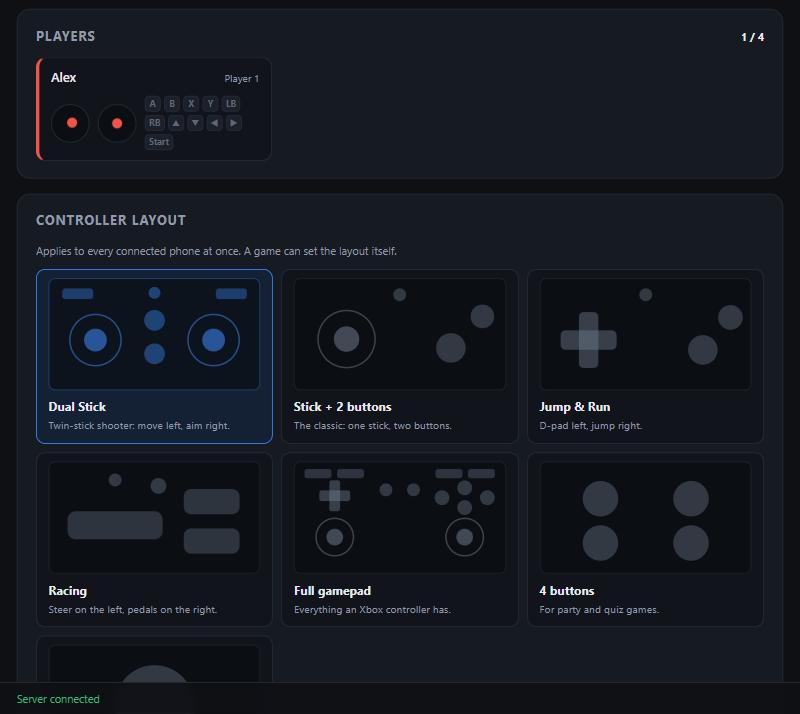 PLAYERS
1 / 4
Alex
Player 1
A B X Y LB
RB ▲ ▼ ◀ ▶
Start
CONTROLLER LAYOUT
Applies to every connected phone at once. A game can set the layout itself.
Dual Stick
Twin-stick shooter: move left, aim right.
Stick + 2 buttons
The classic: one stick, two buttons.
Jump & Run
D-pad left, jump right.
Racing
Steer on the left, pedals on the right.
Full gamepad
Everything an Xbox controller has.
4 buttons
For party and quiz games.
Server connected